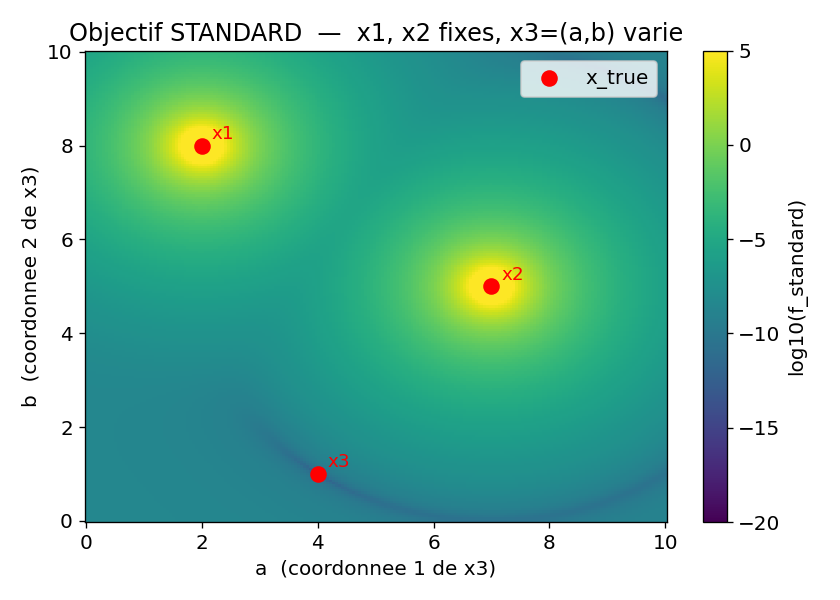 Objectif STANDARD — x1, x2 fixes, x3=(a,b) varie
x_true
x1
x2
x3
10
8
6
4
2
0
b (coordonnee 2 de x3)
0 2 4 6 8 10
a (coordonnee 1 de x3)
5
0
−5
−10
−15
−20
log10(f_standard)